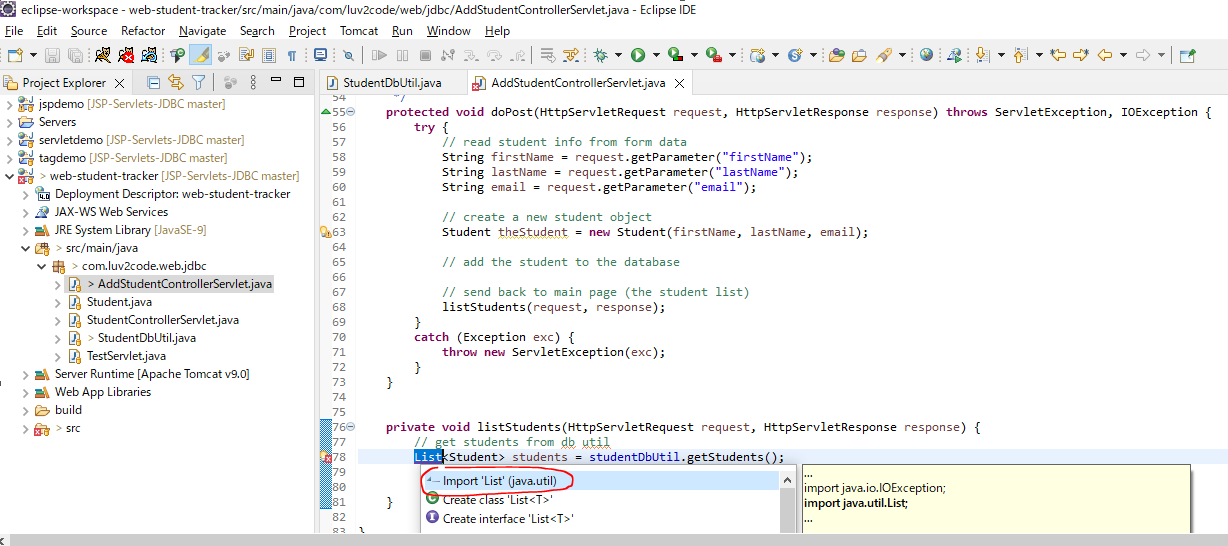 eclipse-workspace - web-student-tracker/src/main/java/com/luv2code/web/jdbc/AddStudentControllerServlet.java - Eclipse IDE
File Edit Source Refactor Navigate Search Project Tomcat Run Window Help
Project Explorer
StudentDbUtil.java
AddStudentControllerServlet.java
> jspdemo [JSP-Servlets-JDBC master]
Servers
> servletdemo [JSP-Servlets-JDBC master]
> tagdemo [JSP-Servlets-JDBC master]
> web-student-tracker [JSP-Servlets-JDBC master]
Deployment Descriptor: web-student-tracker
JAX-WS Web Services
JRE System Library [JavaSE-9]
> src/main/java
> com.luv2code.web.jdbc
> AddStudentControllerServlet.java
Student.java
StudentControllerServlet.java
> StudentDbUtil.java
TestServlet.java
Server Runtime [Apache Tomcat v9.0]
Web App Libraries
build
> src
54 */
55 protected void doPost(HttpServletRequest request, HttpServletResponse response) throws ServletException, IOException {
56 try {
57 // read student info from form data
58 String firstName = request.getParameter("firstName");
59 String lastName = request.getParameter("lastName");
60 String email = request.getParameter("email");
61
62 // create a new student object
63 Student theStudent = new Student(firstName, lastName, email);
64
65 // add the student to the database
66
67 // send back to main page (the student list)
68 listStudents(request, response);
69 }
70 catch (Exception exc) {
71 throw new ServletException(exc);
72 }
73 }
74
75
76 private void listStudents(HttpServletRequest request, HttpServletResponse response) {
77 // get students from db util
78 List<Student> students = studentDbUtil.getStudents();
79
80
81 }
82
83 }
Import 'List' (java.util)
Create class 'List<T>'
Create interface 'List<T>'
...
import java.io.IOException;
import java.util.List;
...